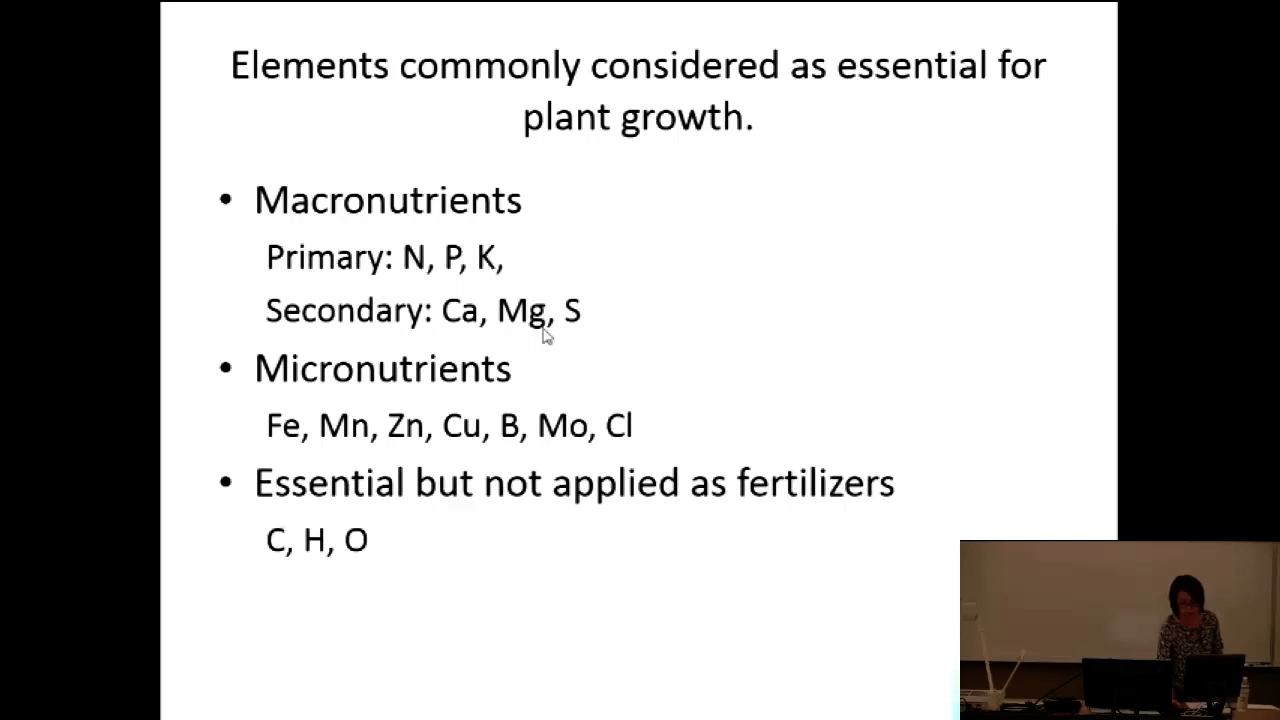 Elements commonly considered as essential for
plant growth.
• Macronutrients
Primary: N, P, K,
Secondary: Ca, Mg, S
• Micronutrients
Fe, Mn, Zn, Cu, B, Mo, Cl
• Essential but not applied as fertilizers
C, H, O